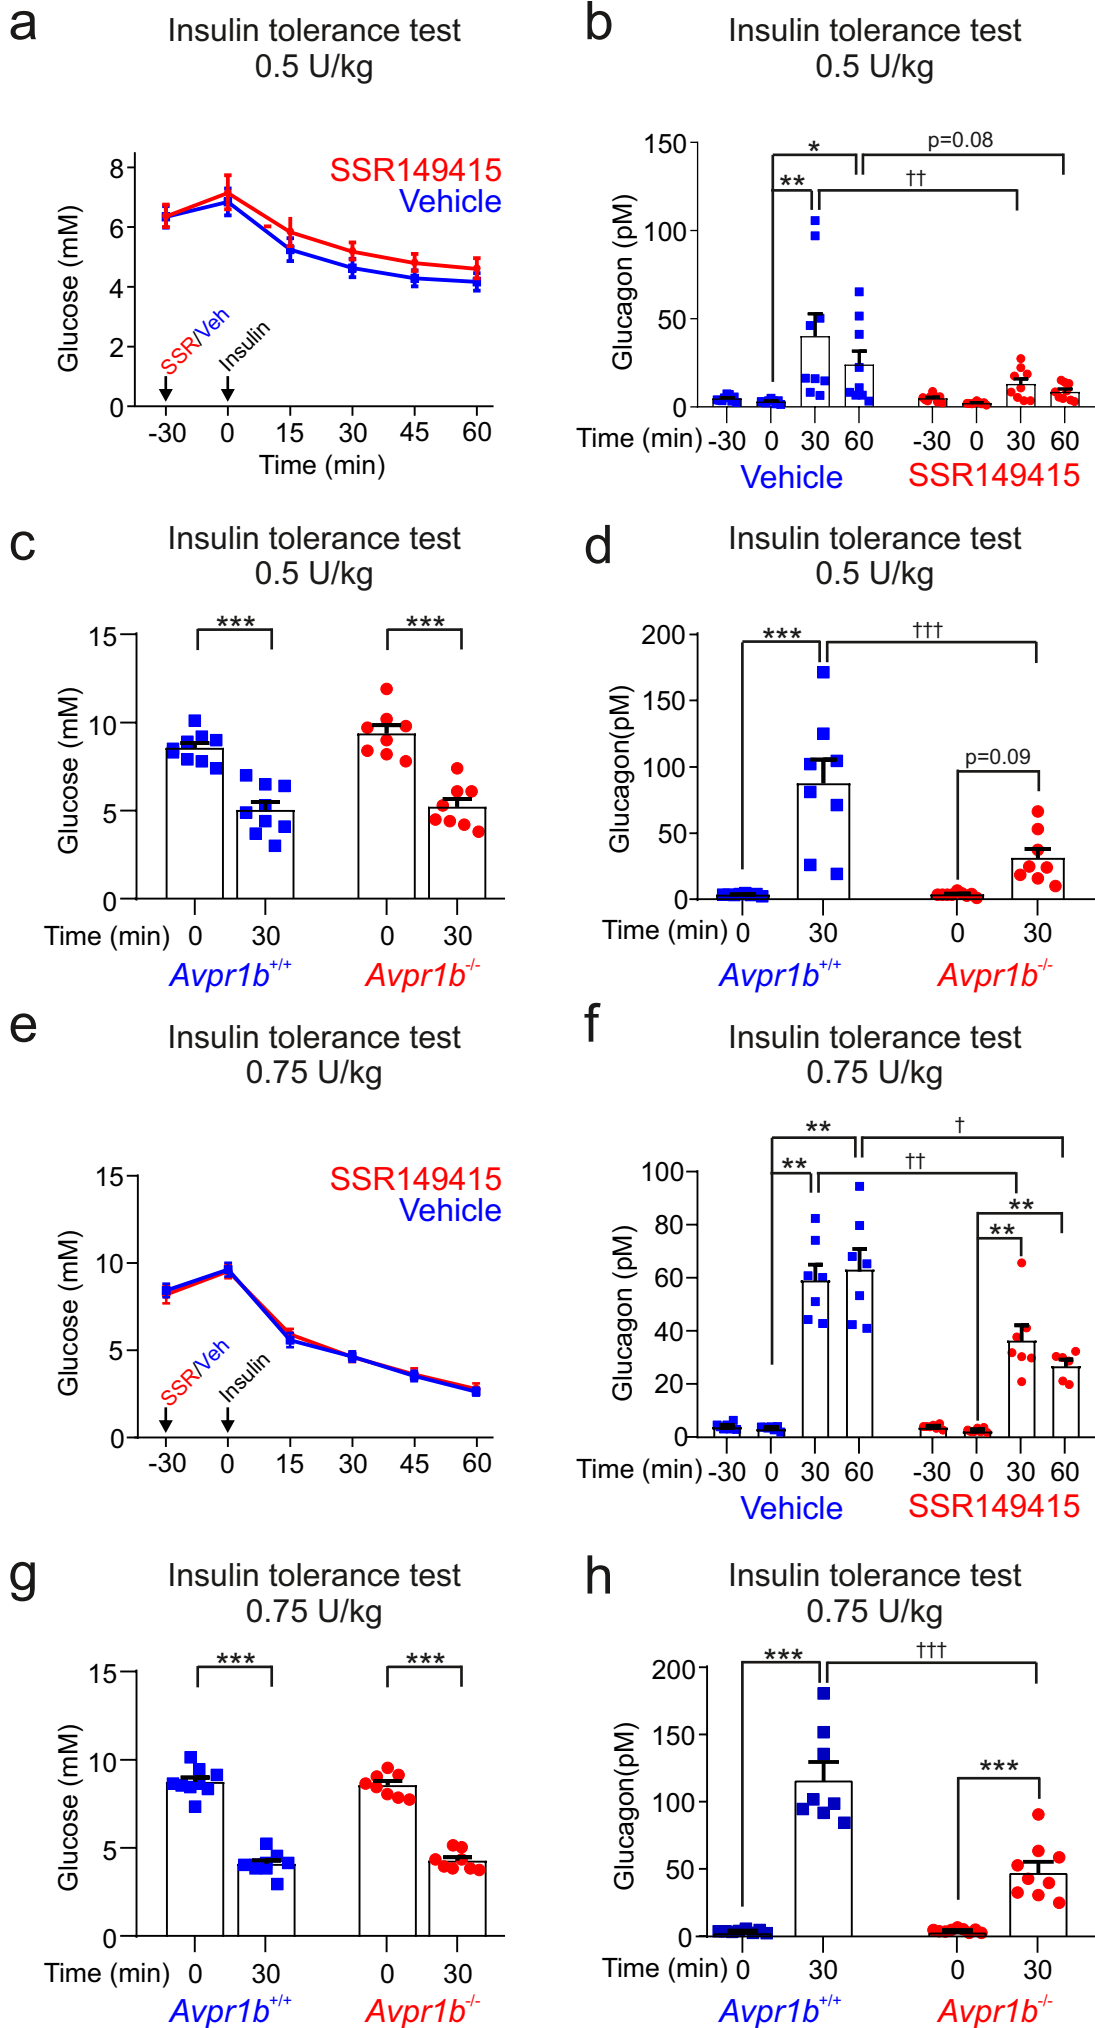 a
Insulin tolerance test
0.5 U/kg
SSR149415
Vehicle
Glucose (mM)
8
6
4
2
0
SSR/Veh
Insulin
-30 0 15 30 45 60
Time (min)
b
Insulin tolerance test
0.5 U/kg
Glucagon (pM)
150
100
50
0
* p=0.08
** ††
Time (min) -30 0 30 60 -30 0 30 60
Vehicle SSR149415
c
Insulin tolerance test
0.5 U/kg
Glucose (mM)
15
10
5
0
*** ***
Time (min) 0 30 0 30
Avpr1b+/+ Avpr1b-/-
d
Insulin tolerance test
0.5 U/kg
Glucagon(pM)
200
150
100
50
0
*** †††
p=0.09
Time (min) 0 30 0 30
Avpr1b+/+ Avpr1b-/-
e
Insulin tolerance test
0.75 U/kg
SSR149415
Vehicle
Glucose (mM)
15
10
5
0
SSR/Veh
Insulin
-30 0 15 30 45 60
Time (min)
f
Insulin tolerance test
0.75 U/kg
Glucagon (pM)
100
80
60
40
20
0
** †
** ††
**
**
Time (min) -30 0 30 60 -30 0 30 60
Vehicle SSR149415
g
Insulin tolerance test
0.75 U/kg
Glucose (mM)
15
10
5
0
*** ***
Time (min) 0 30 0 30
Avpr1b+/+ Avpr1b-/-
h
Insulin tolerance test
0.75 U/kg
Glucagon(pM)
200
150
100
50
0
*** †††
***
Time (min) 0 30 0 30
Avpr1b+/+ Avpr1b-/-